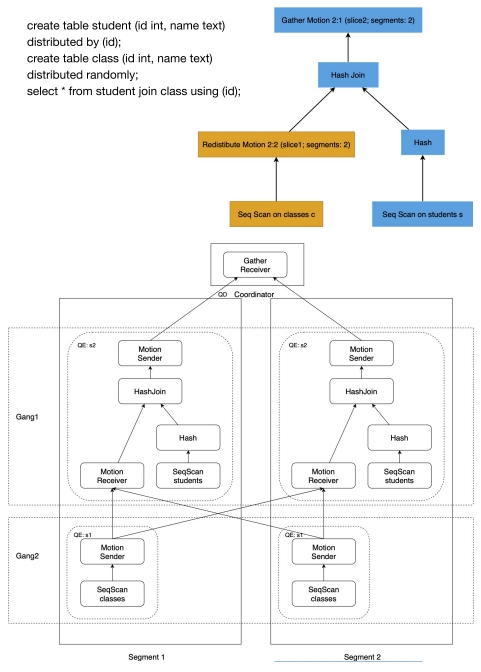 create table student (id int, name text)
distributed by (id);
create table class (id int, name text)
distributed randomly;
select * from student join class using (id);
Gather Motion 2:1 (slice2; segments: 2)
Hash Join
Redistibute Motion 2:2 (slice1; segments: 2)
Hash
Seq Scan on classes c
Seq Scan on students s
Gather
Receiver
QD
Coordinator
Gang1
QE: s2
Motion
Sender
HashJoin
Hash
Motion
Receiver
SeqScan
students
QE: s2
Motion
Sender
HashJoin
Hash
Motion
Receiver
SeqScan
students
Gang2
QE: s1
Motion
Sender
SeqScan
classes
QE: s1
Motion
Sender
SeqScan
classes
Segment 1
Segment 2